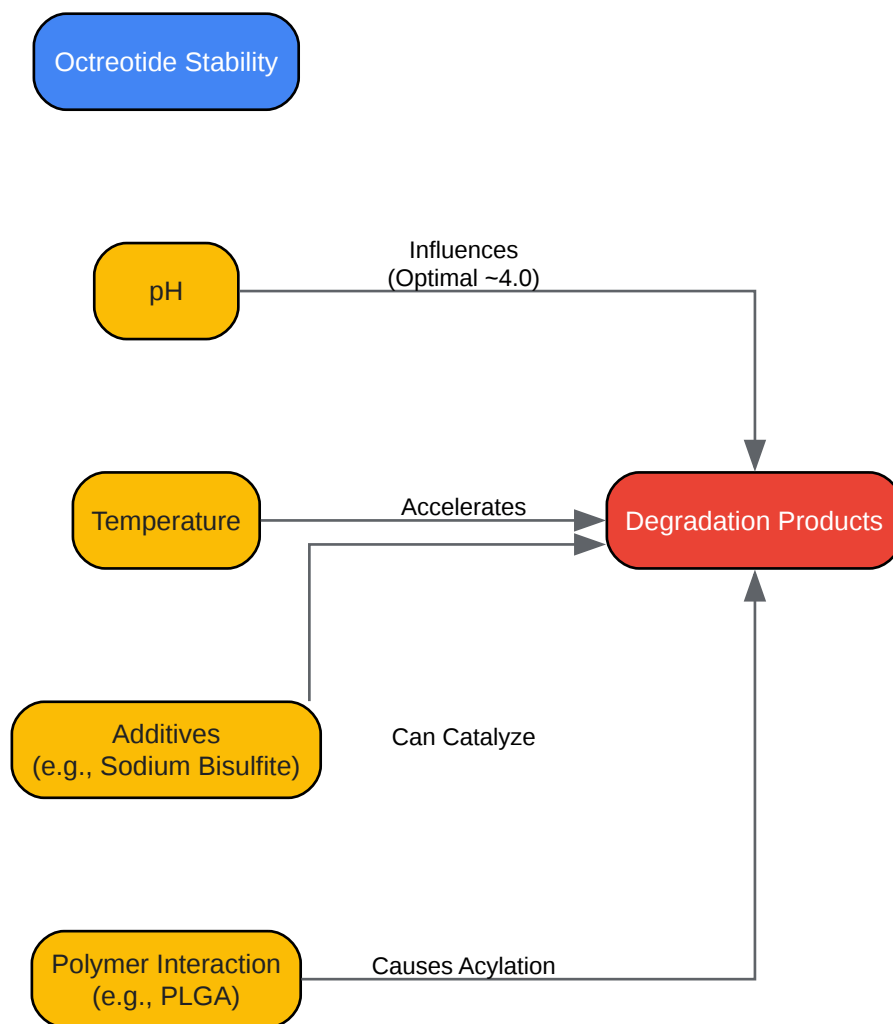 Octreotide Stability
Influences
(Optimal ~4.0)
pH
Temperature
Accelerates
Degradation Products
Additives
(e.g., Sodium Bisulfite)
Can Catalyze
Polymer Interaction
(e.g., PLGA)
Causes Acylation